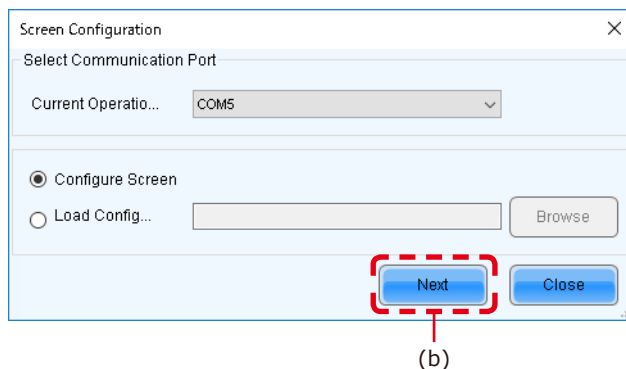 Screen Configuration
Select Communication Port
Current Operatio... COM5
Configure Screen
Load Config... Browse
Next Close
(b)